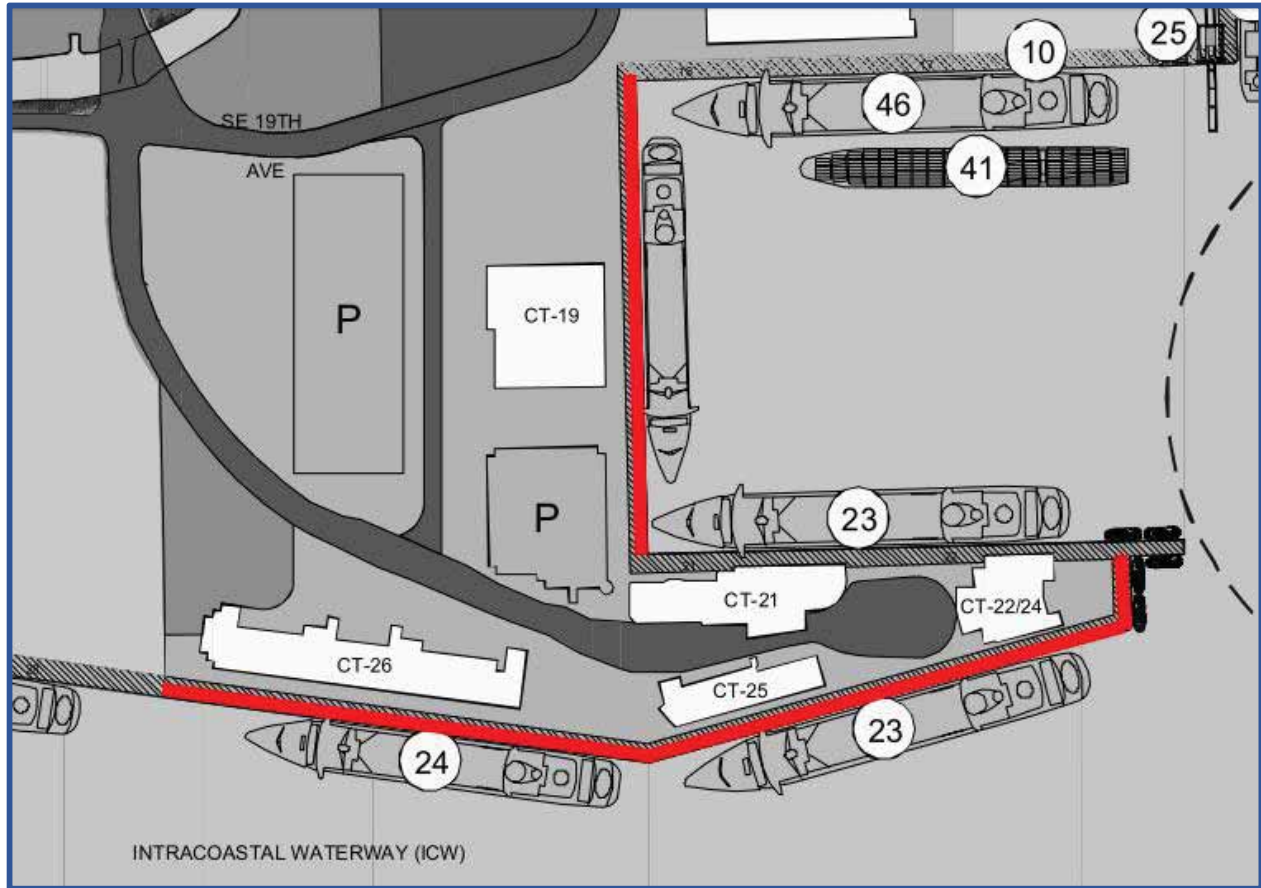 25
10
46
SE 19TH
41
AVE
P
CT-19
P
23
CT-21
CT-22/24
CT-26
CT-25
23
24
INTRACOASTAL WATERWAY (ICW)